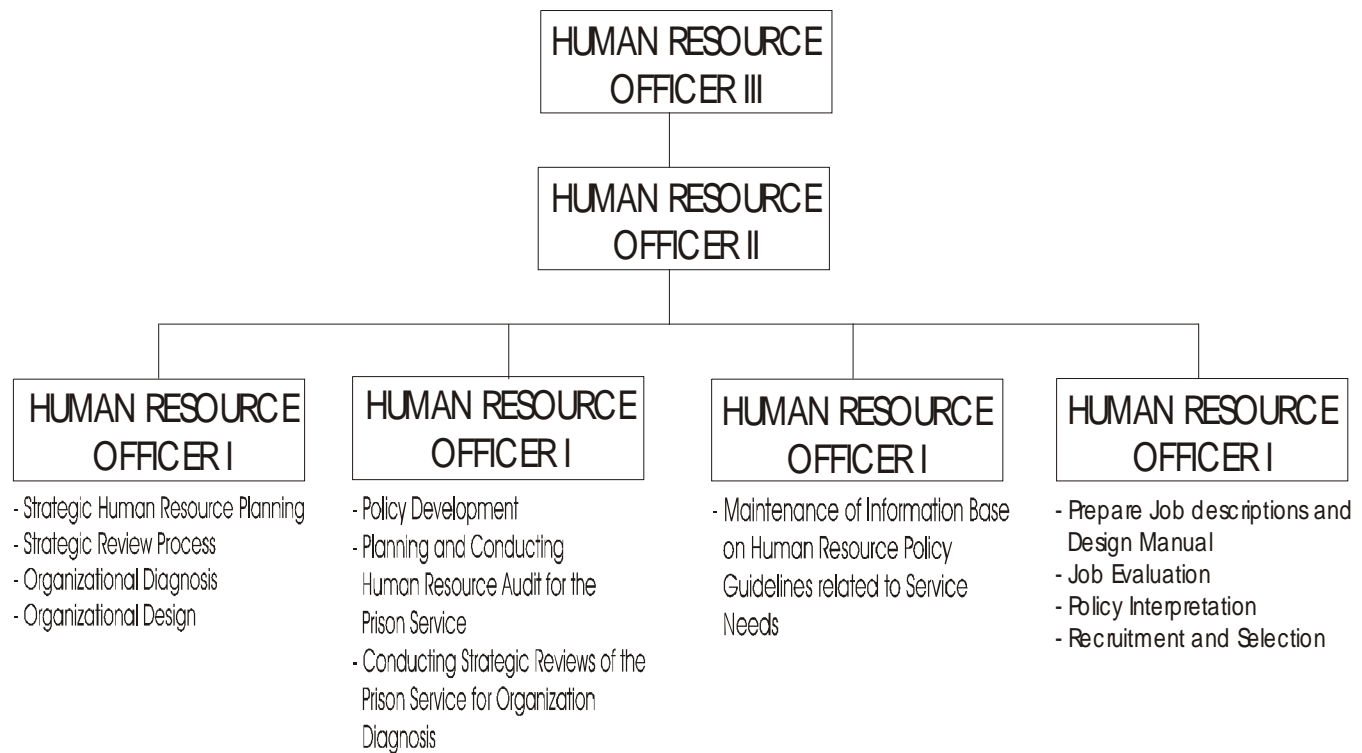 HUMAN RESOURCE
OFFICER III
HUMAN RESOURCE
OFFICER II
HUMAN RESOURCE
OFFICER I
- Strategic Human Resource Planning
- Strategic Review Process
- Organizational Diagnosis
- Organizational Design
HUMAN RESOURCE
OFFICER I
- Policy Development
- Planning and Conducting
Human Resource Audit for the
Prison Service
- Conducting Strategic Reviews of the
Prison Service for Organization
Diagnosis
HUMAN RESOURCE
OFFICER I
- Maintenance of Information Base
on Human Resource Policy
Guidelines related to Service
Needs
HUMAN RESOURCE
OFFICER I
- Prepare Job descriptions and
Design Manual
- Job Evaluation
- Policy Interpretation
- Recruitment and Selection